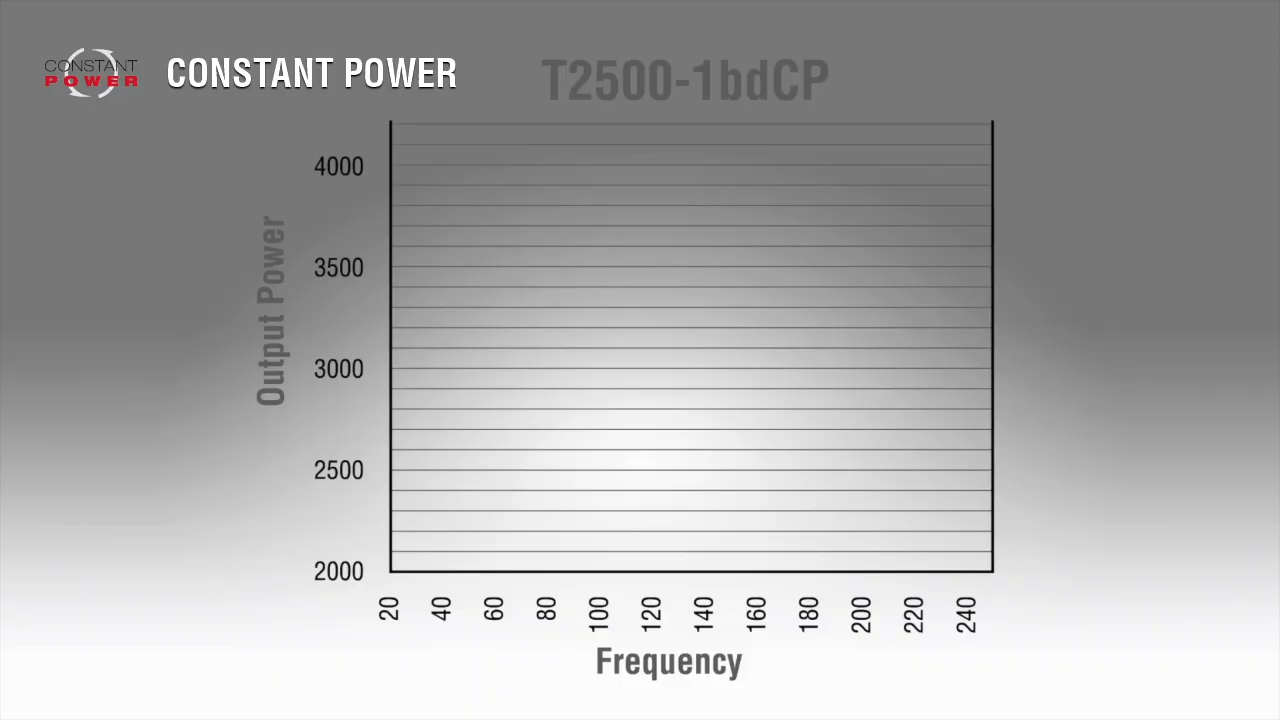 CONSTANT
POWER
CONSTANT POWER
T2500-1bdCP
Output Power
4000
3500
3000
2500
2000
20 40 60 80 100 120 140 160 180 200 220 240
Frequency